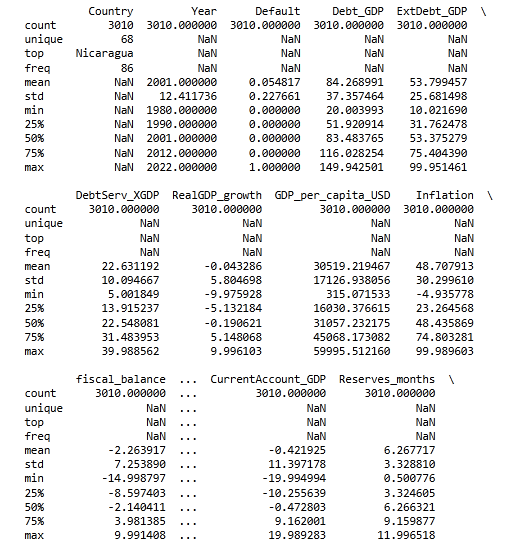 Country Year Default Debt_GDP ExtDebt_GDP \
count 3010 3010.000000 3010.000000 3010.000000 3010.000000
unique 68 NaN NaN NaN NaN
top Nicaragua NaN NaN NaN NaN
freq 86 NaN NaN NaN NaN
mean NaN 2001.000000 0.054817 84.268991 53.799457
std NaN 12.411736 0.227661 37.357464 25.681498
min NaN 1980.000000 0.000000 20.003993 10.021690
25% NaN 1990.000000 0.000000 51.920914 31.762478
50% NaN 2001.000000 0.000000 83.483765 53.375279
75% NaN 2012.000000 0.000000 116.028254 75.404390
max NaN 2022.000000 1.000000 149.942501 99.951461
DebtServ_XGDP RealGDP_growth GDP_per_capita_USD Inflation \
count 3010.000000 3010.000000 3010.000000 3010.000000
unique NaN NaN NaN NaN
top NaN NaN NaN NaN
freq NaN NaN NaN NaN
mean 22.631192 -0.043286 30519.219467 48.707913
std 10.094667 5.804698 17126.938056 30.299610
min 5.001849 -9.975928 315.071533 -4.935778
25% 13.915237 -5.132184 16030.376615 23.264568
50% 22.548081 -0.190621 31057.232175 48.435869
75% 31.483953 5.148068 45068.173082 74.803281
max 39.988562 9.996103 59995.512160 99.989603
fiscal_balance ... CurrentAccount_GDP Reserves_months \
count 3010.000000 ... 3010.000000 3010.000000
unique NaN ... NaN NaN
top NaN ... NaN NaN
freq NaN ... NaN NaN
mean -2.263917 ... -0.421925 6.267717
std 7.253890 ... 11.397178 3.328810
min -14.998797 ... -19.994994 0.500776
25% -8.597403 ... -10.255639 3.324605
50% -2.140411 ... -0.472803 6.266321
75% 3.981385 ... 9.162001 9.159877
max 9.991408 ... 19.989283 11.996518